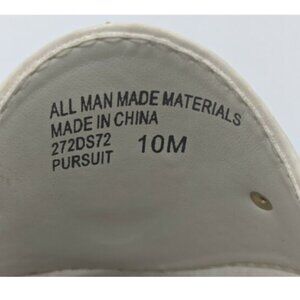 ALL MAN MADE MATERIALS
MADE IN CHINA
272DS72 10M
PURSUIT